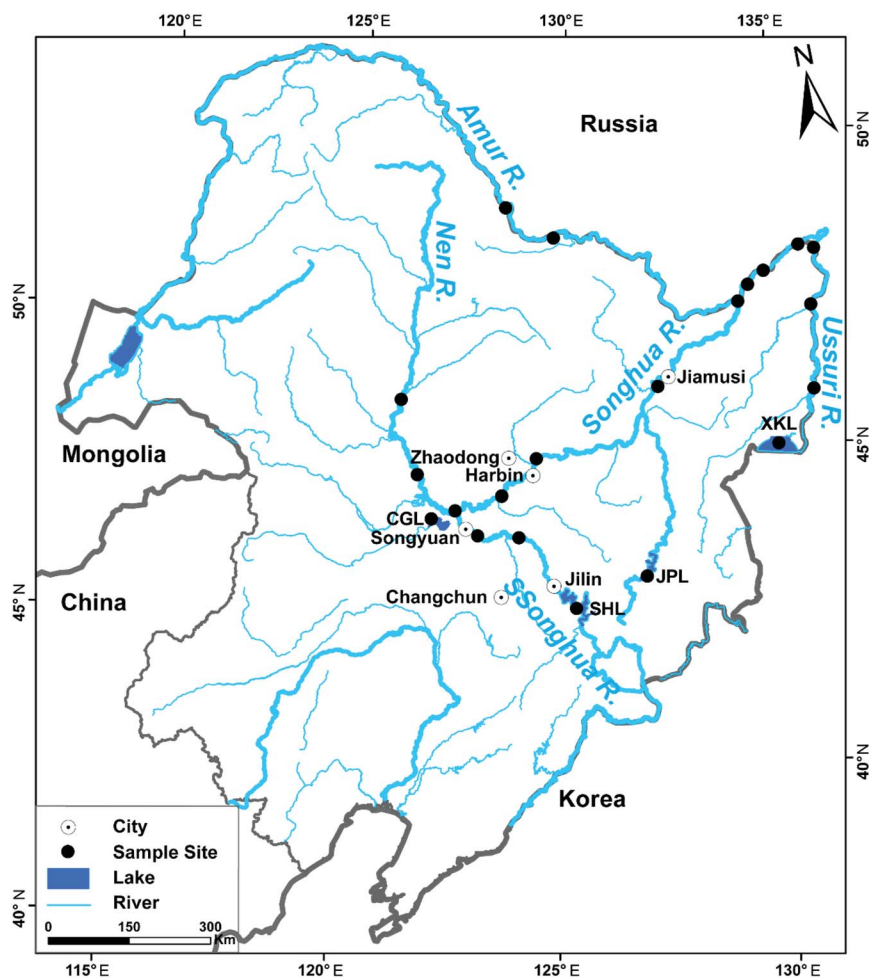 120°E 125°E 130°E 135°E
N
Russia
50°N
Amur R.
Nen R.
50°N
Songhua R.
Jiamusi
Ussuri R.
XKL
45°N
Mongolia
Zhaodong
Harbin
CGL
Songyuan
Jilin
JPL
China
45°N
Changchun
SHL
SSonghua R.
40°N
Korea
City
Sample Site
Lake
River
0 150 300
Km
40°N
115°E 120°E 125°E 130°E